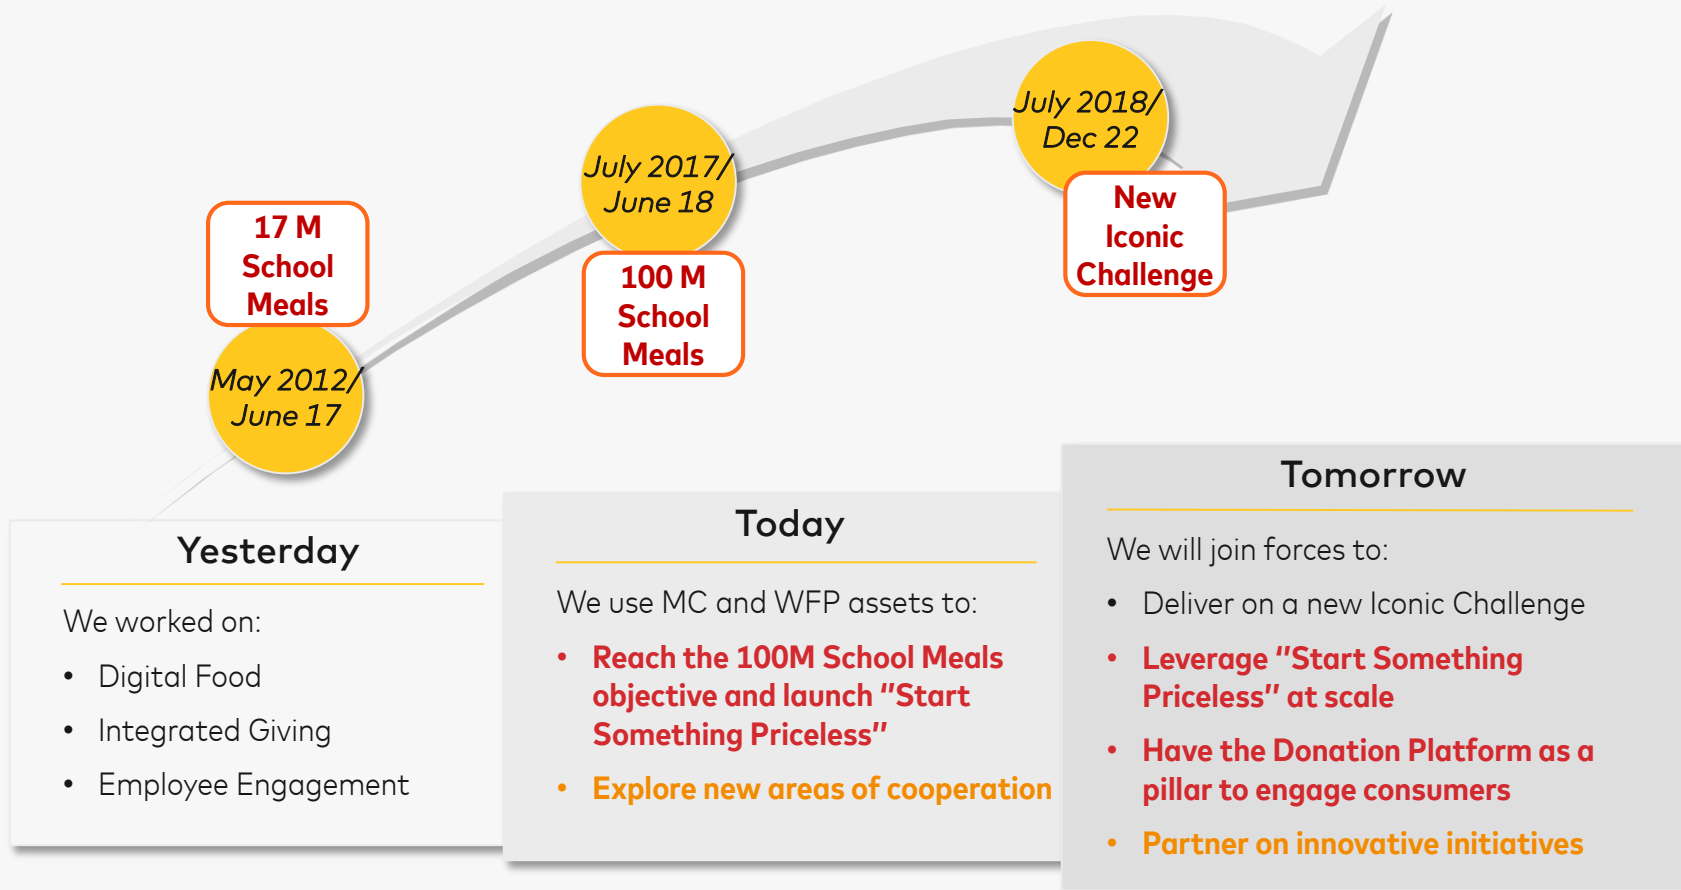 17 M
School
Meals
May 2012/
June 17
July 2017/
June 18
100 M
School
Meals
July 2018/
Dec 22
New
Iconic
Challenge
Yesterday
We worked on:
• Digital Food
• Integrated Giving
• Employee Engagement
Today
We use MC and WFP assets to:
• Reach the 100M School Meals
objective and launch "Start
Something Priceless"
• Explore new areas of cooperation
Tomorrow
We will join forces to:
• Deliver on a new Iconic Challenge
• Leverage "Start Something
Priceless" at scale
• Have the Donation Platform as a
pillar to engage consumers
• Partner on innovative initiatives